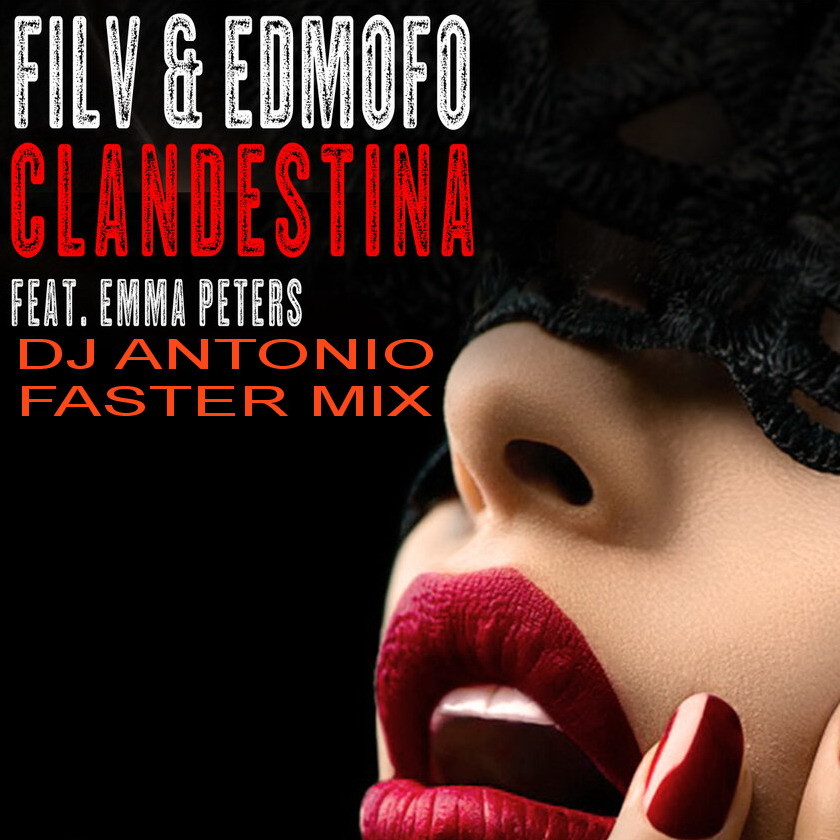 FILV & EDMOFO
CLANDESTINA
FEAT. EMMA PETERS
DJ ANTONIO
FASTER MIX